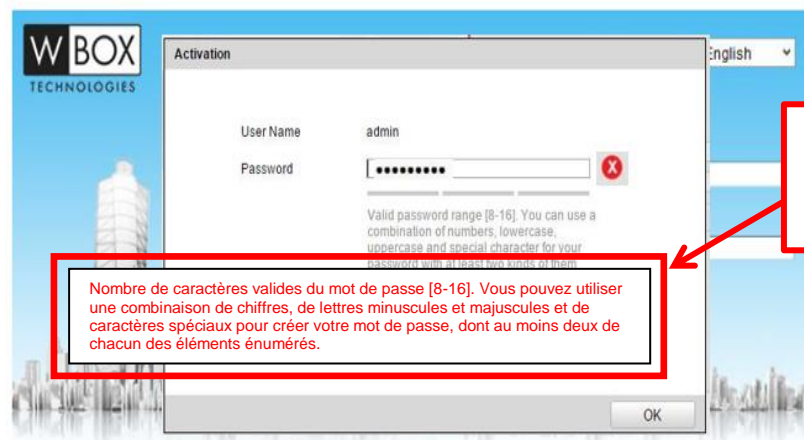 W BOX
TECHNOLOGIES
Activation
English
User Name admin
Password •••••••••
Valid password range [8-16]. You can use a
combination of numbers, lowercase,
uppercase and special character for your
password with at least two kinds of them
Nombre de caractères valides du mot de passe [8-16]. Vous pouvez utiliser
une combinaison de chiffres, de lettres minuscules et majuscules et de
caractères spéciaux pour créer votre mot de passe, dont au moins deux de
chacun des éléments énumérés.
OK